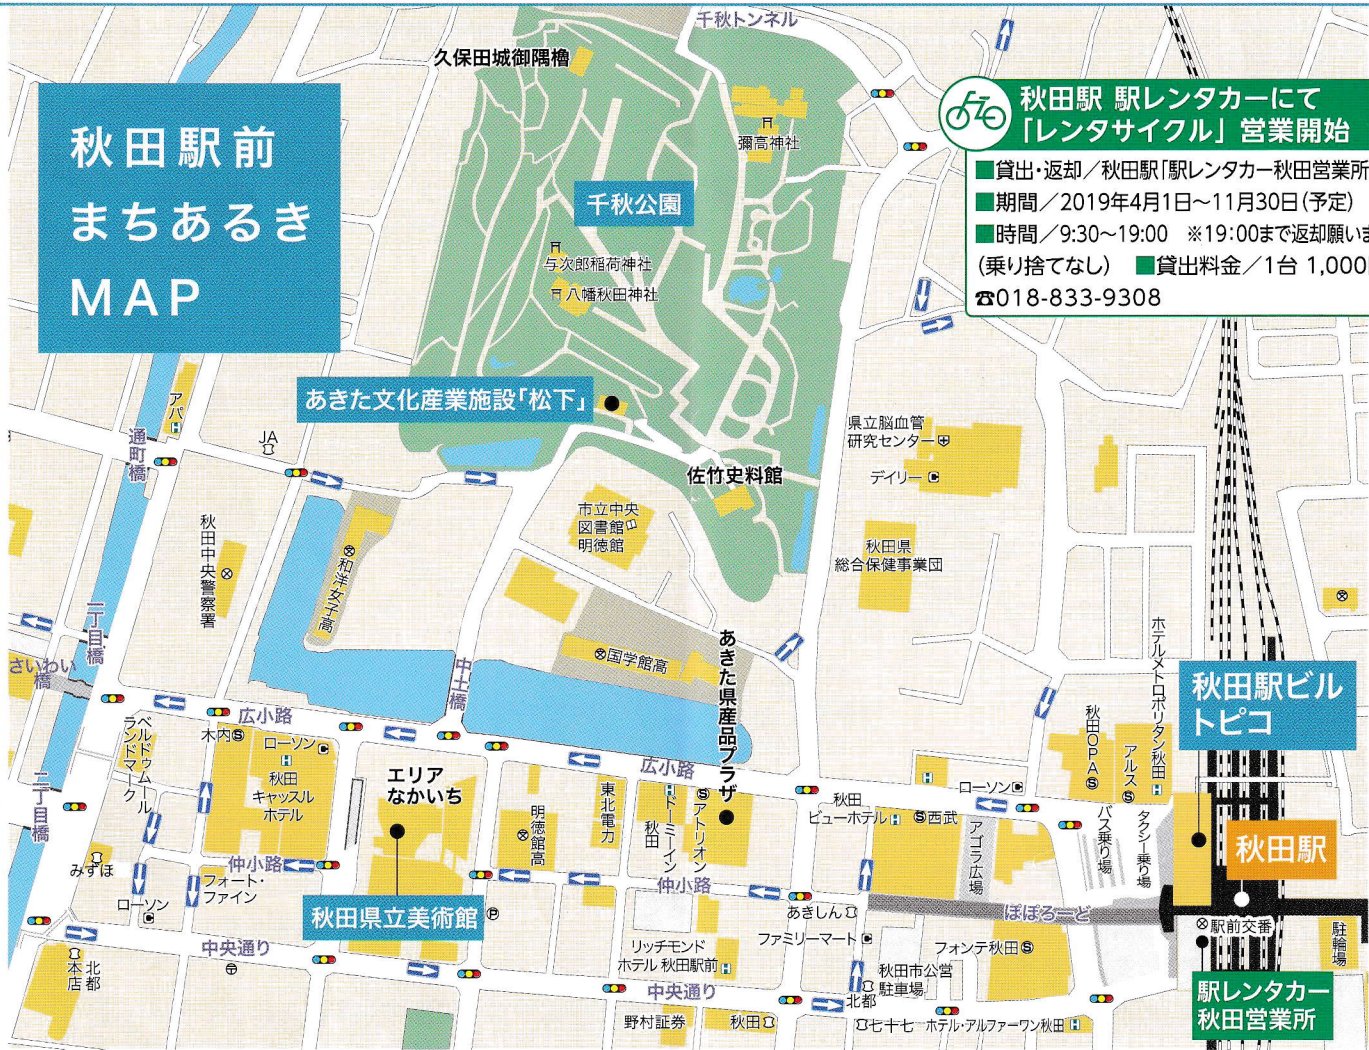 秋田駅前
まちあるき
MAP
千秋トンネル
久保田城御隅櫓
彌高神社
千秋公園
与次郎稲荷神社
八幡秋田神社
あきた文化産業施設「松下」
佐竹史料館
秋田駅 駅レンタカーにて
「レンタサイクル」営業開始
■貸出・返却／秋田駅「駅レンタカー秋田営業所
■期間／2019年4月1日～11月30日(予定)
■時間／9:30～19:00 ※19:00まで返却願いま
(乗り捨てなし) ■貸出料金／1台 1,000
☎018-833-9308
アパ
通町橋
JA
秋田中央警察署
和洋女子高
市立中央
図書館
明徳館
県立脳血管
研究センター
デイリー
秋田県
総合保健事業団
一丁目橋
さいわい
橋
中土橋
国学館高
あきた県産品プラザ
ホテルメトロポリタン秋田
秋田駅ビル
トピコ
広小路
木内
ベルドゥムール
ランドマーク
ローソン
秋田
キャッスル
ホテル
二丁目橋
エリア
なかいち
明徳館高
東北電力
広小路
ドーミーイン
秋田
アトリオン
秋田
ビューホテル
西武
ローソン
アゴラ広場
秋田OPA
アルス
バス乗り場
タクシー乗り場
秋田駅
みずほ
仲小路
フォート・
ファイン
ローソン
秋田県立美術館
P
仲小路
あきしん
ぽぽろーど
駅前交番
駐輪場
中央通り
北都
本店
リッチモンド
ホテル 秋田駅前
ファミリーマート
フォンテ秋田
秋田市公営
駐車場
中央通り
北都
野村証券
秋田
七十七
ホテル・アルファーワン秋田
駅レンタカー
秋田営業所